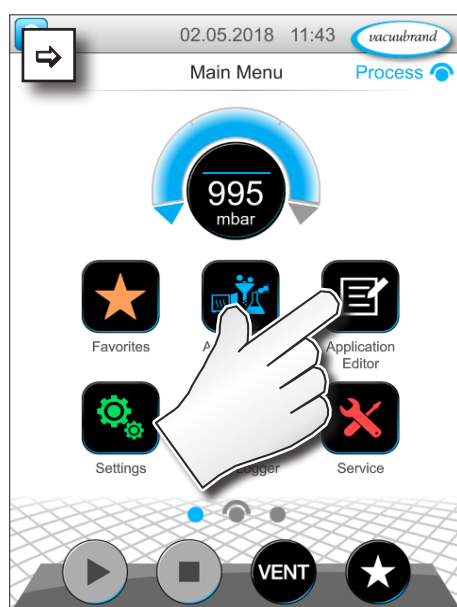 02.05.2018 11:43 vacuubrand
Main Menu Process
995
mbar
Favorites
Application
Editor
Settings
Service
VENT